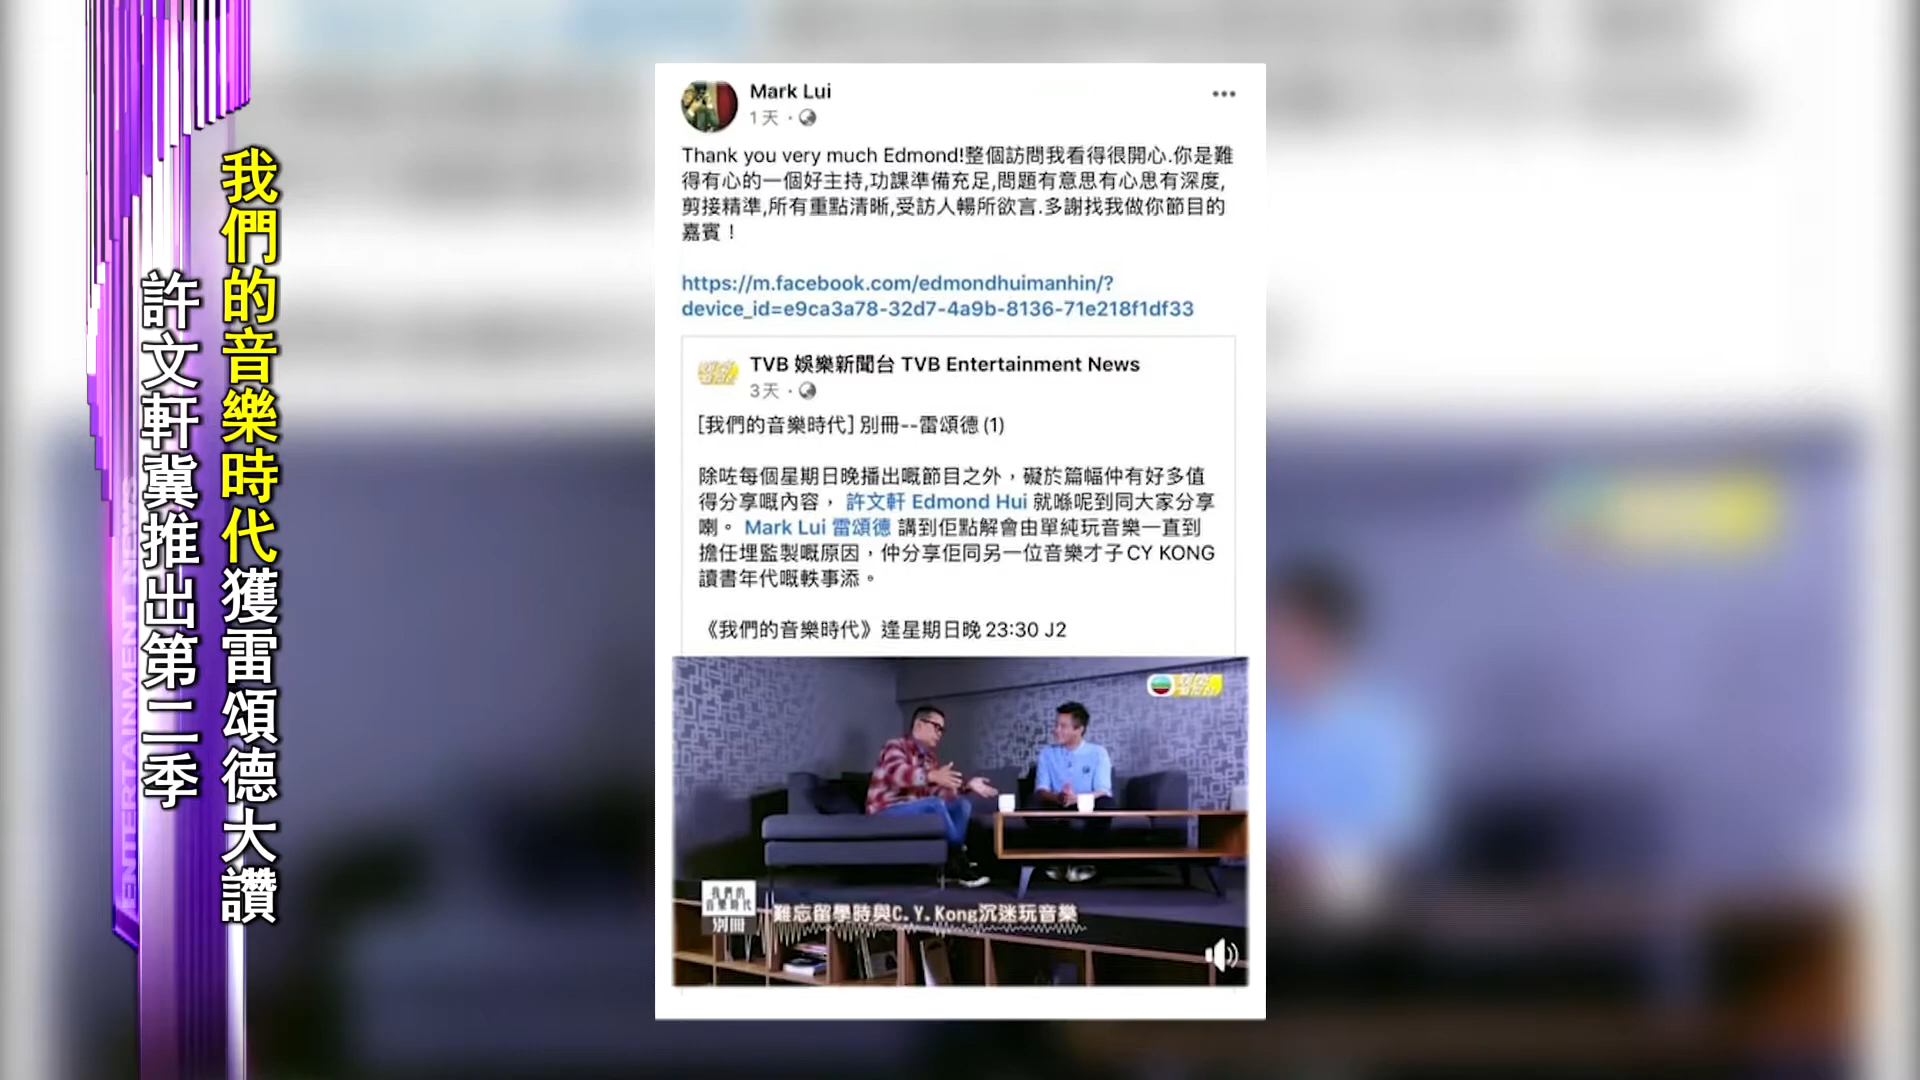 我們的音樂時代獲雷頌德大讚
許文軒冀推出第二季
ENTERTAINMENT NEWS
Mark Lui
1 天 ·
Thank you very much Edmond!整個訪問我看得很開心.你是難
得有心的一個好主持,功課準備充足,問題有意思有心思有深度,
剪接精準,所有重點清晰,受訪人暢所欲言.多謝找我做你節目的
嘉賓！
https://m.facebook.com/edmondhuimanhin/?
device_id=e9ca3a78-32d7-4a9b-8136-71e218f1df33
TVB 娛樂新聞台 TVB Entertainment News
3 天 ·
[我們的音樂時代] 別冊--雷頌德 (1)
除咗每個星期日晚播出嘅節目之外，礙於篇幅仲有好多值
得分享嘅內容， 許文軒 Edmond Hui 就喺呢到同大家分享
喇。 Mark Lui 雷頌德 講到佢點解會由單純玩音樂一直到
擔任埋監製嘅原因，仲分享佢同另一位音樂才子 CY KONG
讀書年代嘅軼事添。
《我們的音樂時代》逢星期日晚 23:30 J2
我們的
音樂時代
別冊
難忘留學時與C.Y.Kong沉迷玩音樂